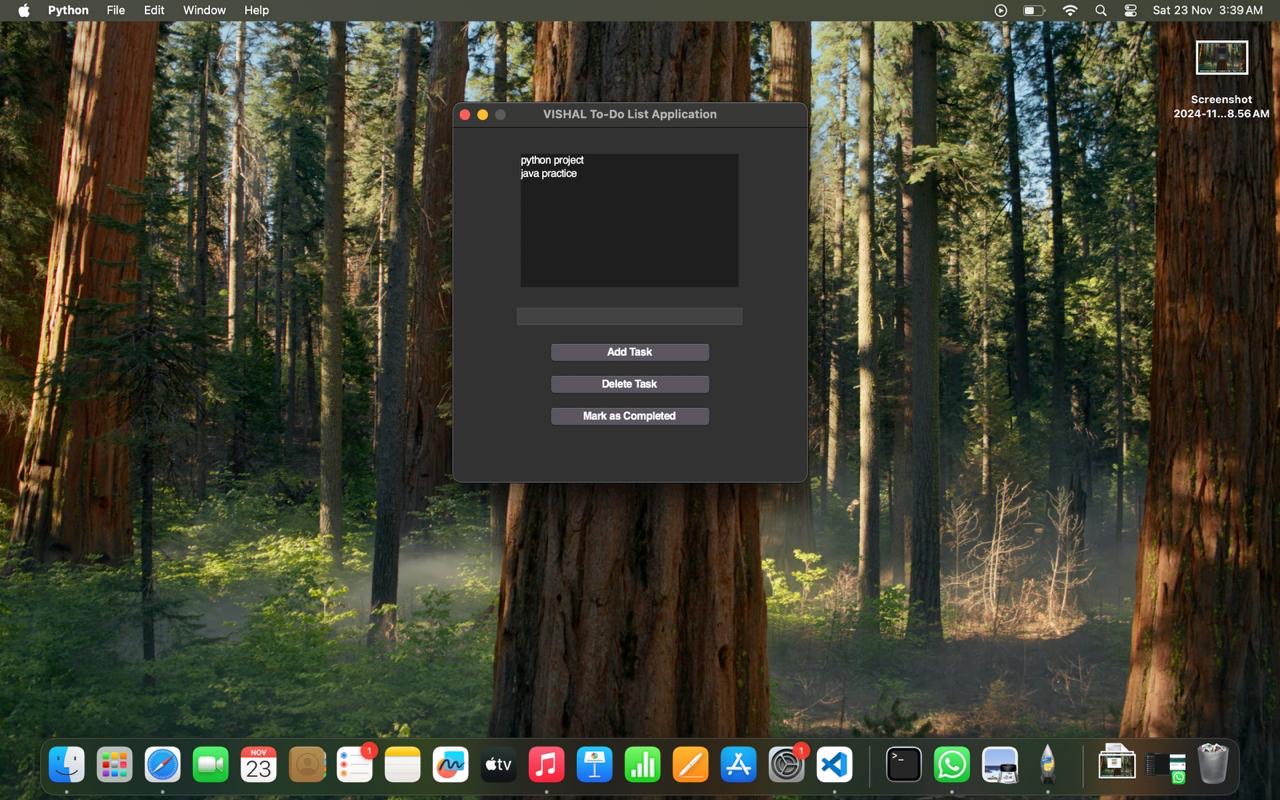 Python File Edit Window Help
Sat 23 Nov 3:39 AM
Screenshot
2024-11...8.56 AM
VISHAL To-Do List Application
python project
java practice
Add Task
Delete Task
Mark as Completed
NOV
23
1
tv
1
>_